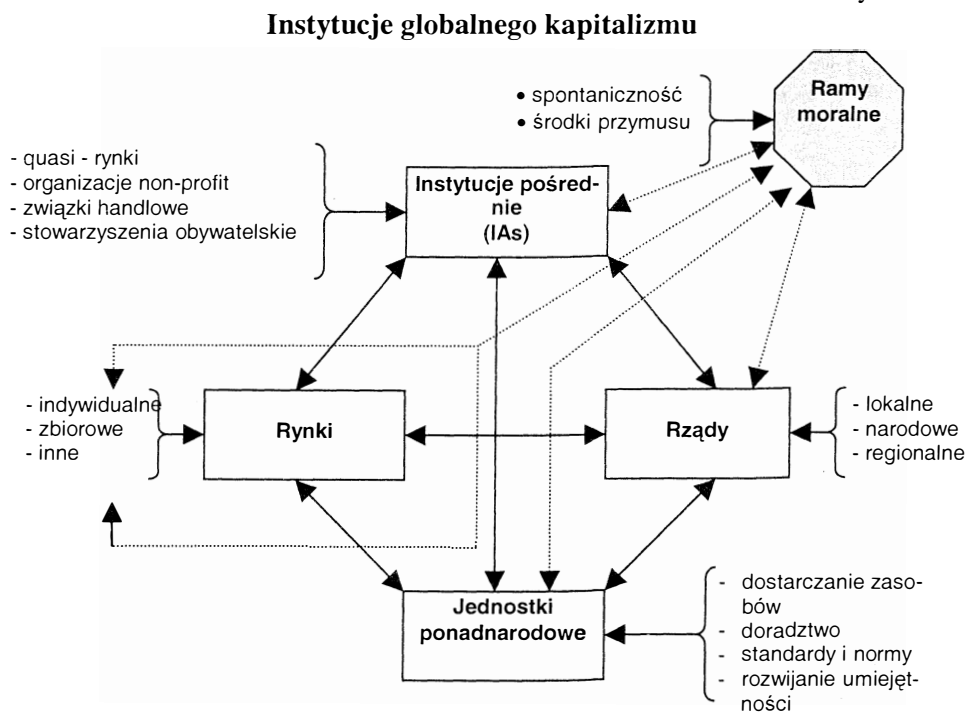 Instytucje globalnego kapitalizmu
• spontaniczność
• środki przymusu
Ramy
moralne
- quasi - rynki
- organizacje non-profit
- związki handlowe
- stowarzyszenia obywatelskie
Instytucje pośred-
nie
(IAs)
- indywidualne
- zbiorowe
- inne
Rynki
Rządy
- lokalne
- narodowe
- regionalne
Jednostki
ponadnarodowe
- dostarczanie zaso-
bów
- doradztwo
- standardy i normy
- rozwijanie umiejęt-
ności